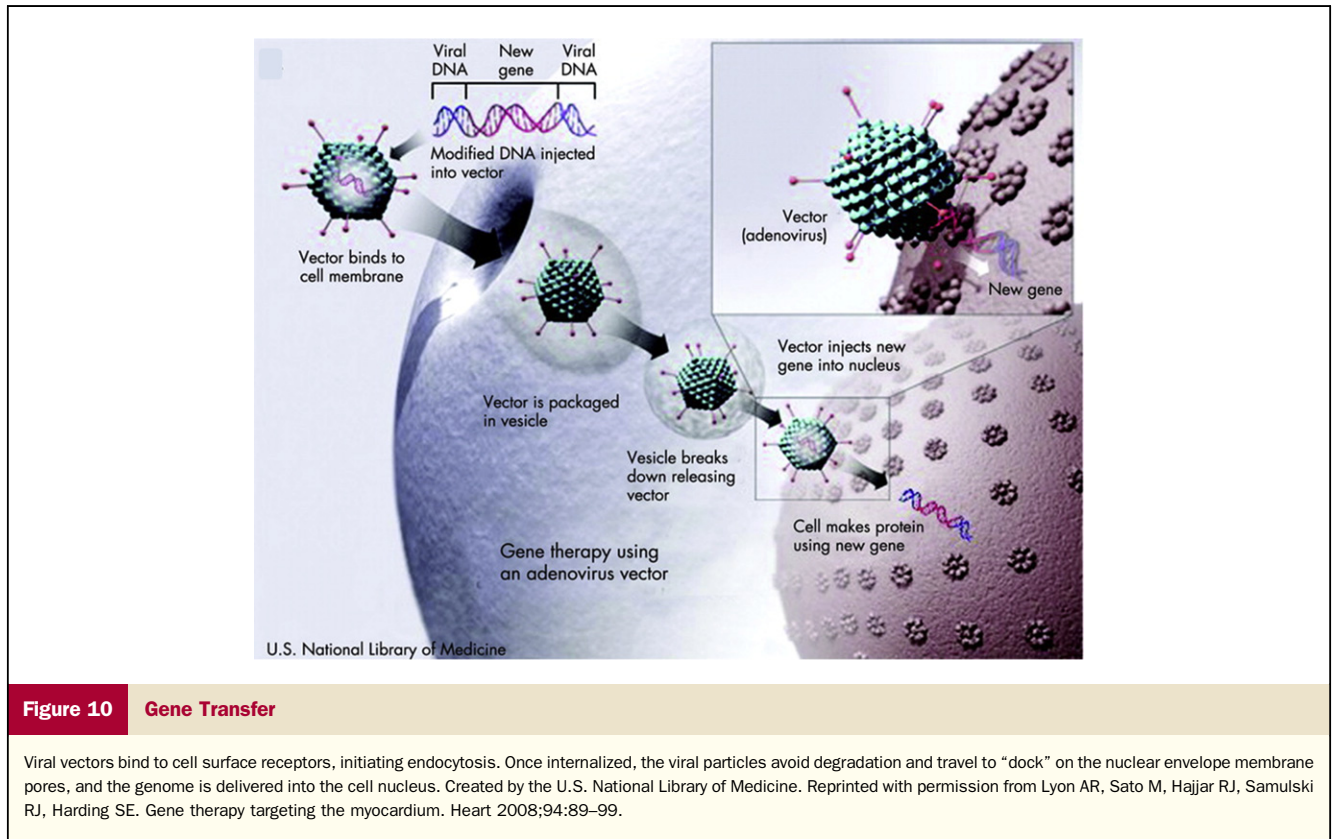 Viral
DNA
New
gene
Viral
DNA
Modified DNA injected
into vector
Vector binds to
cell membrane
Vector
(adenovirus)
New gene
Vector injects new
gene into nucleus
Vector is packaged
in vesicle
Vesicle breaks
down releasing
vector
Cell makes protein
using new gene
Gene therapy using
an adenovirus vector
U.S. National Library of Medicine
Figure 10 Gene Transfer
Viral vectors bind to cell surface receptors, initiating endocytosis. Once internalized, the viral particles avoid degradation and travel to “dock” on the nuclear envelope membrane
pores, and the genome is delivered into the cell nucleus. Created by the U.S. National Library of Medicine. Reprinted with permission from Lyon AR, Sato M, Hajjar RJ, Samulski
RJ, Harding SE. Gene therapy targeting the myocardium. Heart 2008;94:89–99.